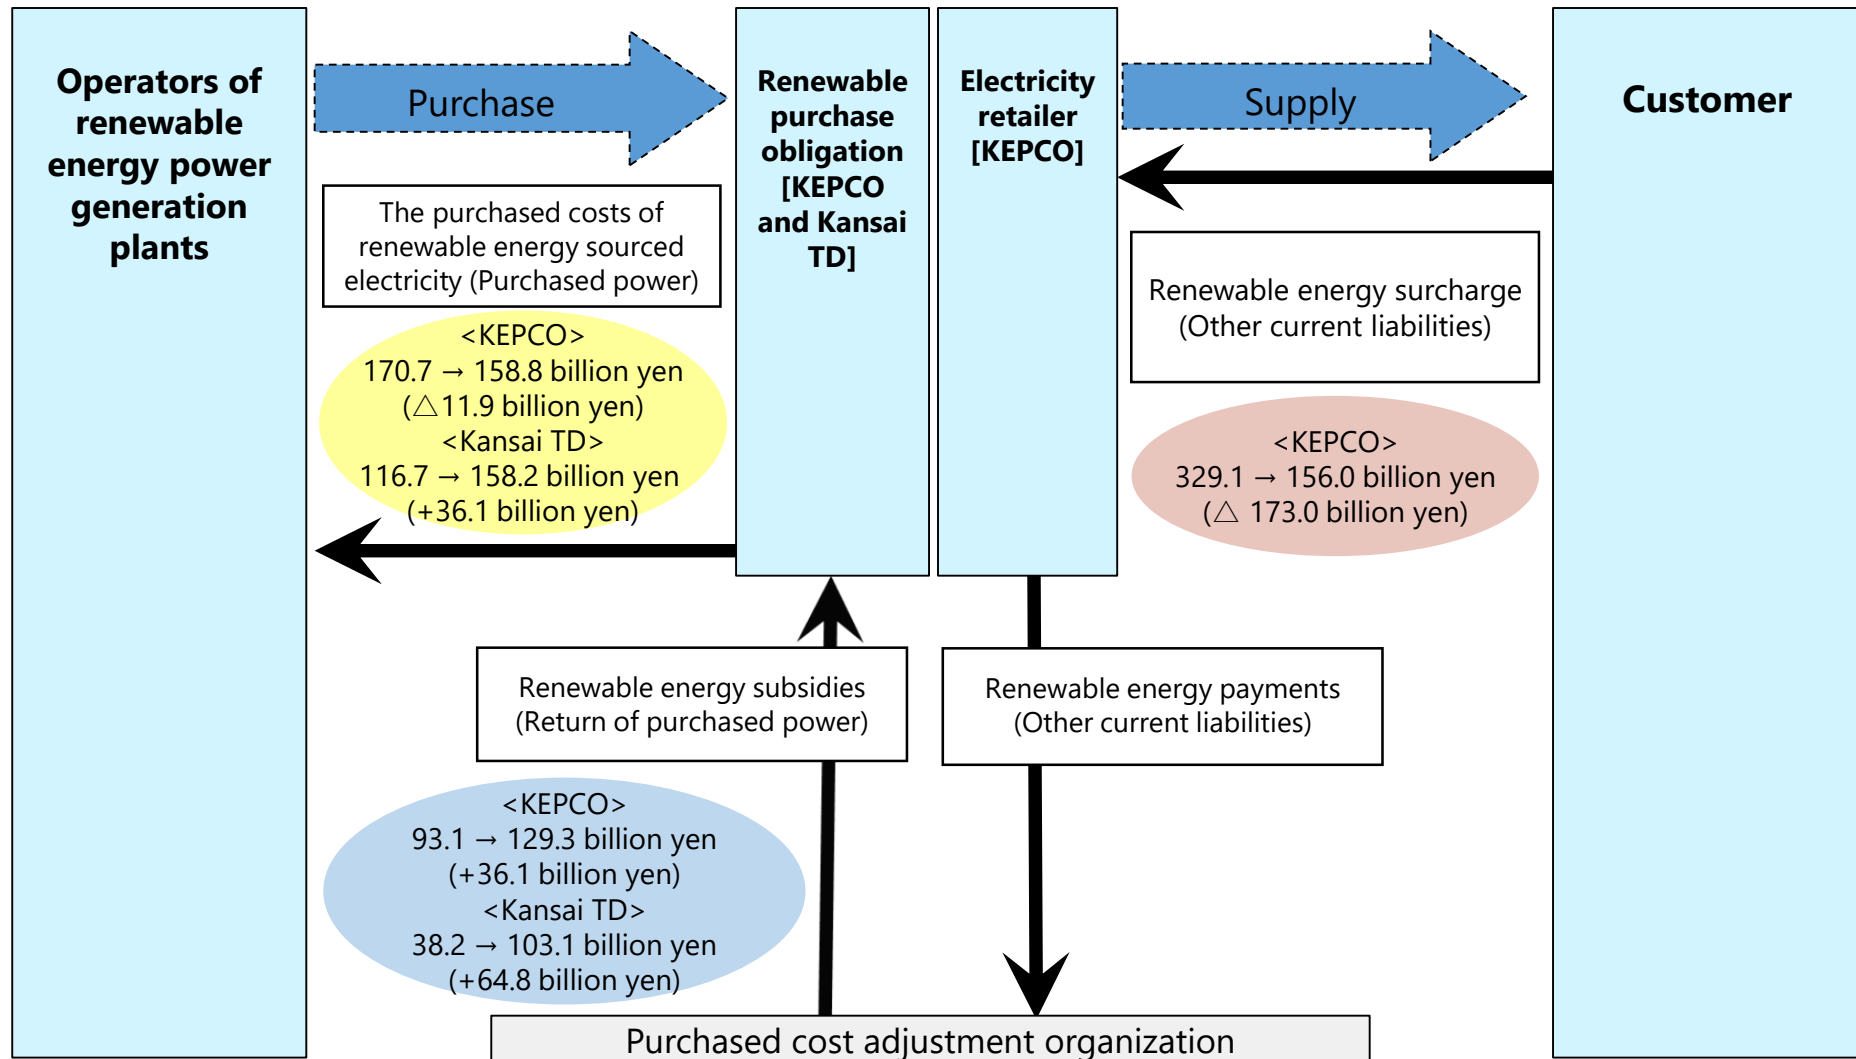 Operators of
renewable
energy power
generation
plants
Purchase
The purchased costs of
renewable energy sourced
electricity (Purchased power)
<KEPCO>
170.7 → 158.8 billion yen
(△11.9 billion yen)
<Kansai TD>
116.7 → 158.2 billion yen
(+36.1 billion yen)
Renewable
purchase
obligation
[KEPCO
and Kansai
TD]
Electricity
retailer
[KEPCO]
Supply
Customer
Renewable energy surcharge
(Other current liabilities)
<KEPCO>
329.1 → 156.0 billion yen
(△ 173.0 billion yen)
Renewable energy subsidies
(Return of purchased power)
Renewable energy payments
(Other current liabilities)
<KEPCO>
93.1 → 129.3 billion yen
(+36.1 billion yen)
<Kansai TD>
38.2 → 103.1 billion yen
(+64.8 billion yen)
Purchased cost adjustment organization